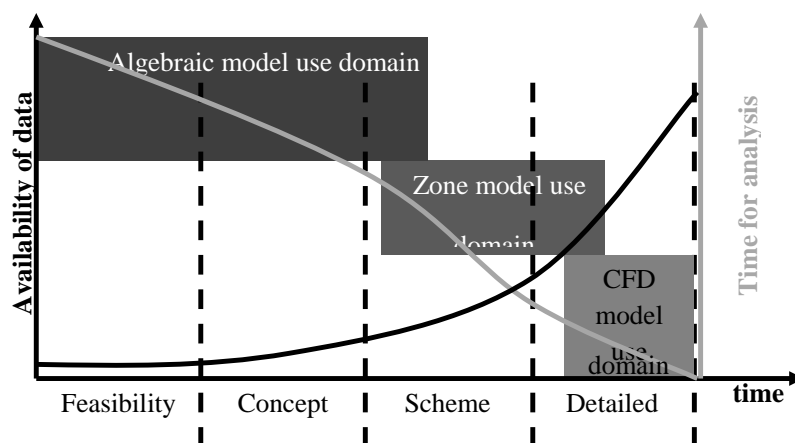 Algebraic model use domain
Zone model use
domain
CFD
model
use
domain
Availability of data
Time for analysis
time
Feasibility
Concept
Scheme
Detailed